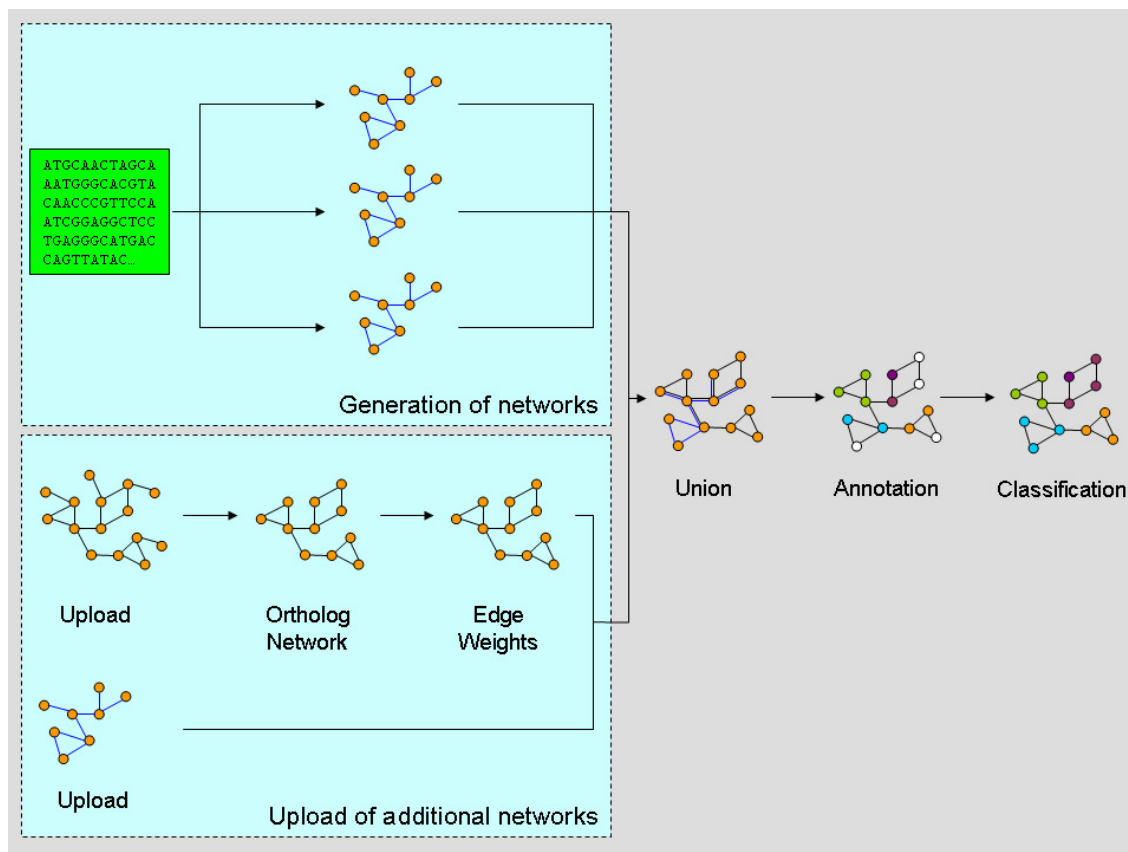 ATGCAACTAGCA
AATGGGCACGTA
CAACCCGTTCCA
ATCGGAGGCTCC
TGAGGGCATGAC
CAGTTATAC...
Generation of networks
Union
Annotation
Classification
Upload
Ortholog
Network
Edge
Weights
Upload
Upload of additional networks